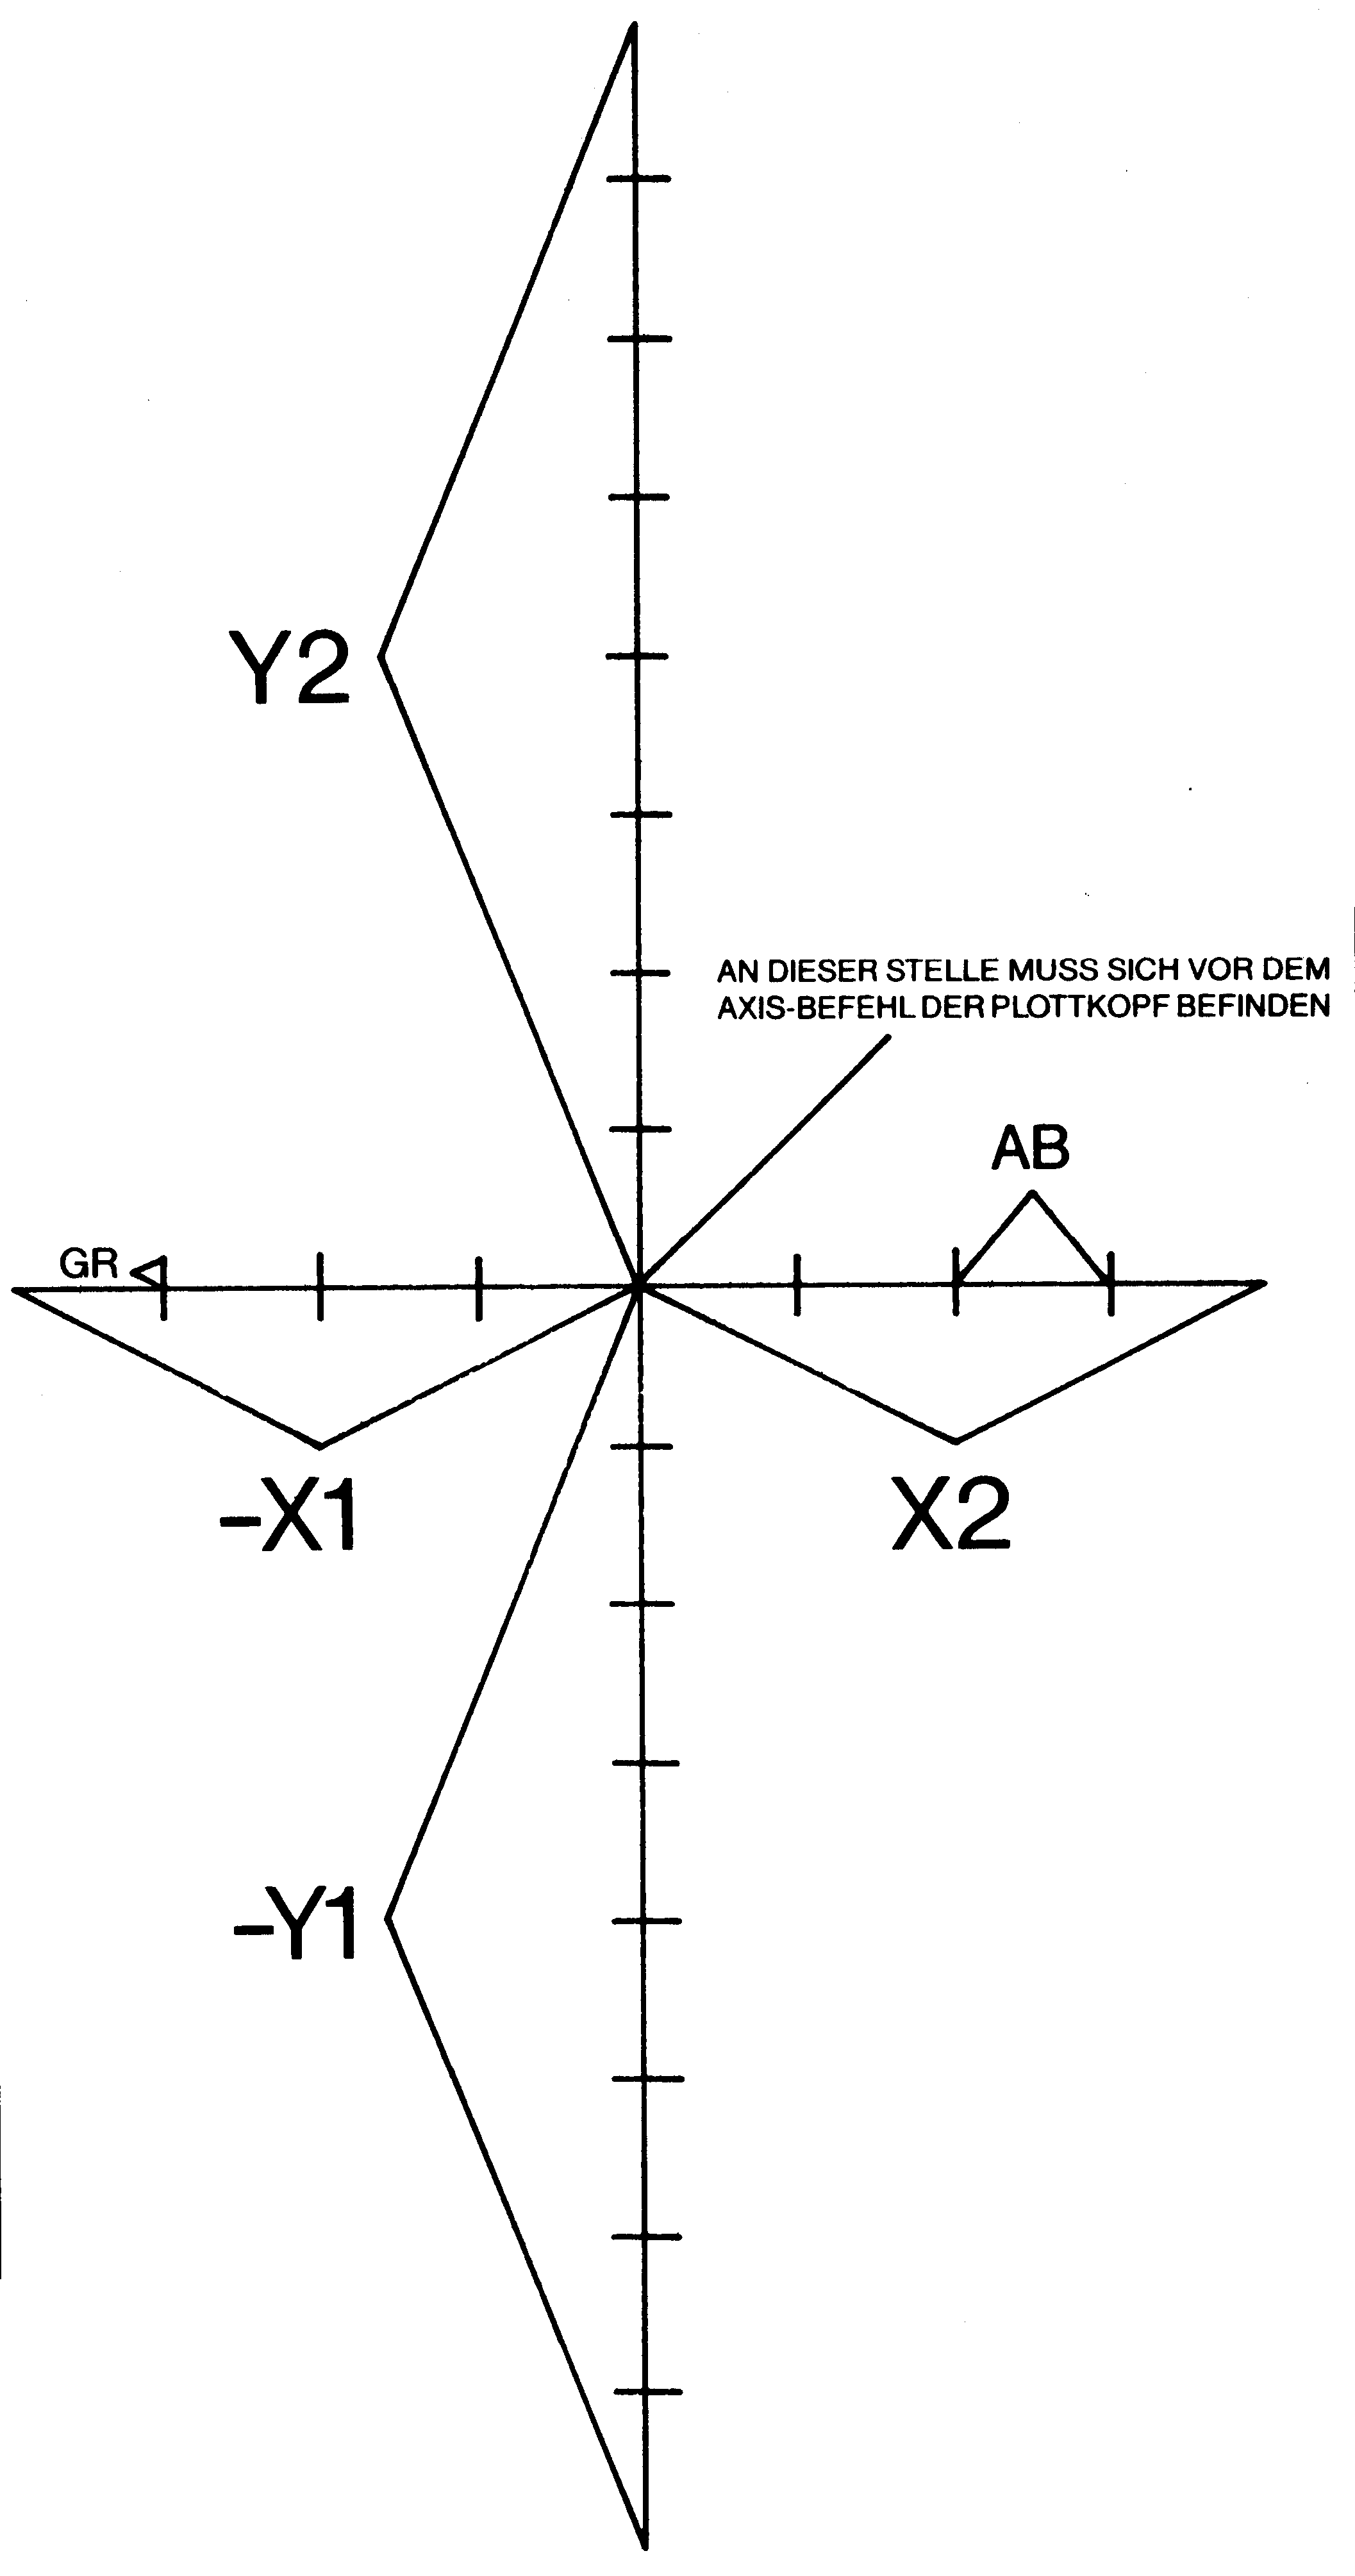 Y2
AN DIESER STELLE MUSS SICH VOR DEM
AXIS-BEFEHL DER PLOTTKOPF BEFINDEN
AB
GR
-X1
X2
-Y1